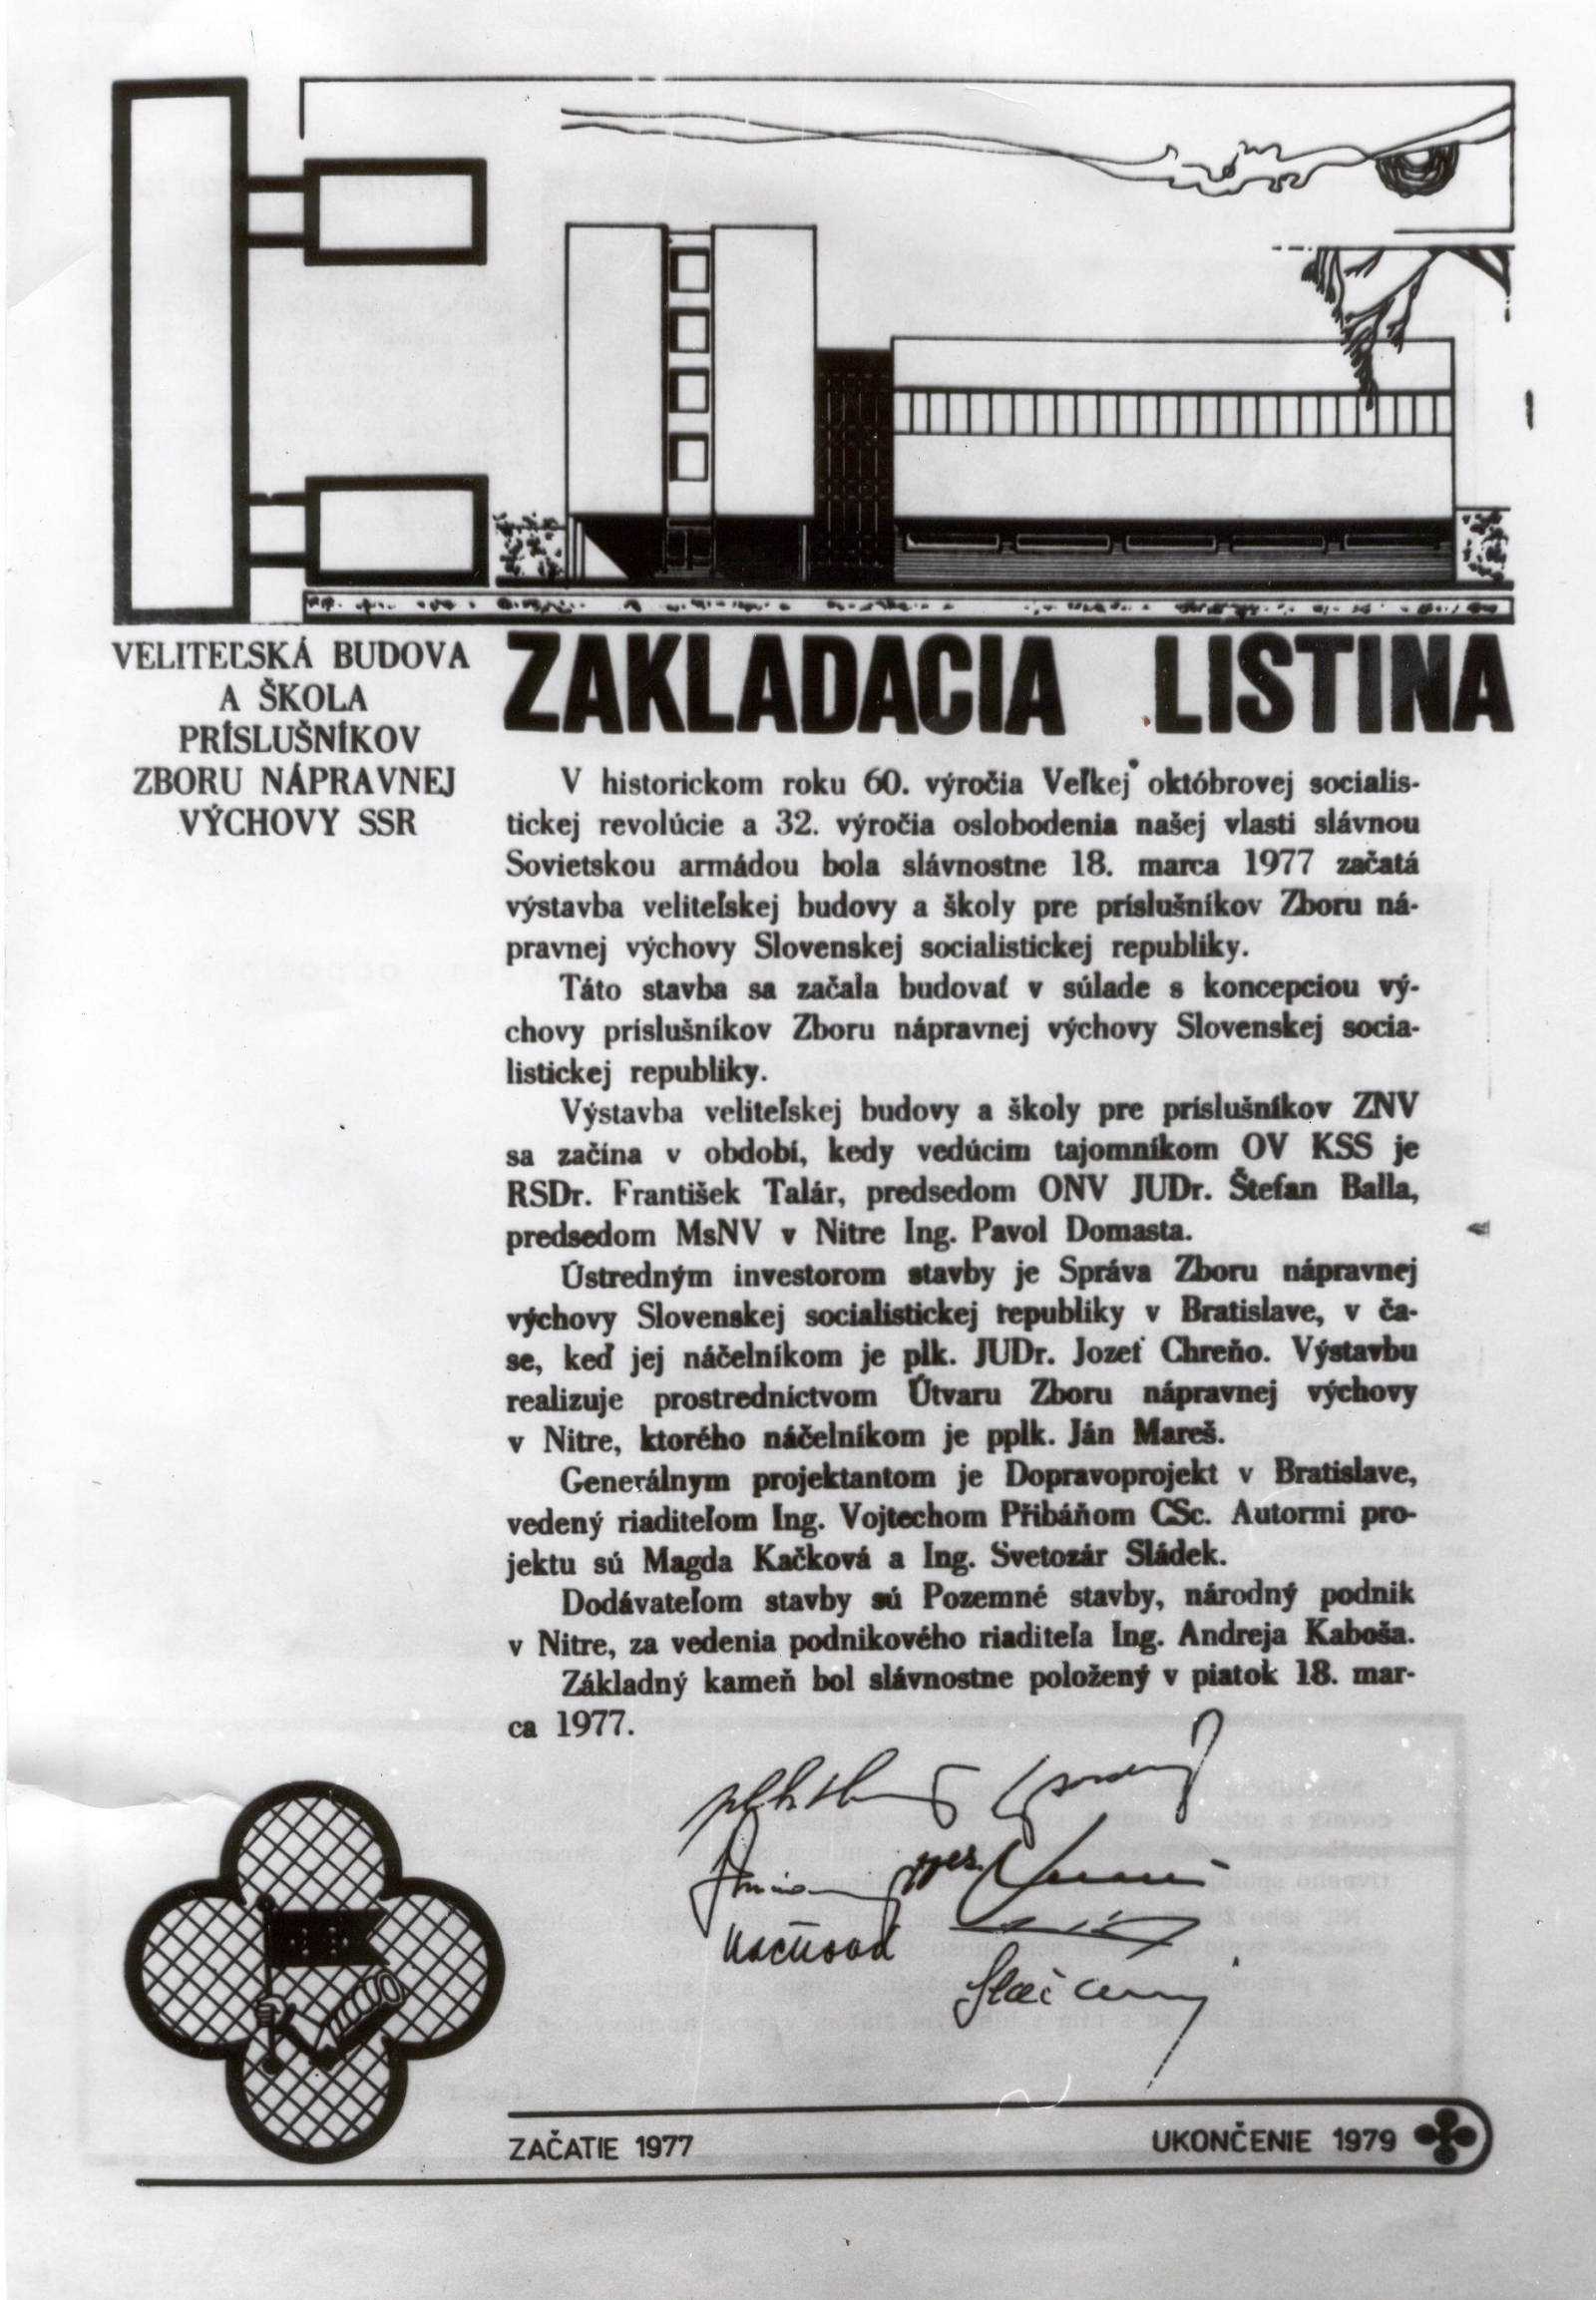 VELITEĽSKÁ BUDOVA
A ŠKOLA
PRÍSLUŠNÍKOV
ZBORU NÁPRAVNEJ
VÝCHOVY SSR
ZAKLADACIA LISTINA
V historickom roku 60. výročia Veľkej októbrovej socialis-
tickej revolúcie a 32. výročia oslobodenia našej vlasti slávnou
Sovietskou armádou bola slávnostne 18. marca 1977 začatá
výstavba veliteľskej budovy a školy pre príslušníkov Zboru ná-
pravnej výchovy Slovenskej socialistickej republiky.
Táto stavba sa začala budovať v súlade s koncepciou vý-
chovy príslušníkov Zboru nápravnej výchovy Slovenskej socia-
listickej republiky.
Výstavba veliteľskej budovy a školy pre príslušníkov ZNV
sa začína v období, kedy vedúcim tajomníkom OV KSS je
RSDr. František Talár, predsedom ONV JUDr. Štefan Balla,
predsedom MsNV v Nitre Ing. Pavol Domasta.
Ústredným investorom stavby je Správa Zboru nápravnej
výchovy Slovenskej socialistickej republiky v Bratislave, v ča-
se, keď jej náčelníkom je plk. JUDr. Jozef Chreňo. Výstavbu
realizuje prostredníctvom Útvaru Zboru nápravnej výchovy
v Nitre, ktorého náčelníkom je pplk. Ján Mareš.
Generálnym projektantom je Dopravoprojekt v Bratislave,
vedený riaditeľom Ing. Vojtechom Přibáňom CSc. Autormi pro-
jektu sú Magda Kačková a Ing. Svetozár Sládek.
Dodávateľom stavby sú Pozemné stavby, národný podnik
v Nitre, za vedenia podnikového riaditeľa Ing. Andreja Kaboša.
Základný kameň bol slávnostne položený v piatok 18. mar-
ca 1977.
ZAČATIE 1977
UKONČENIE 1979